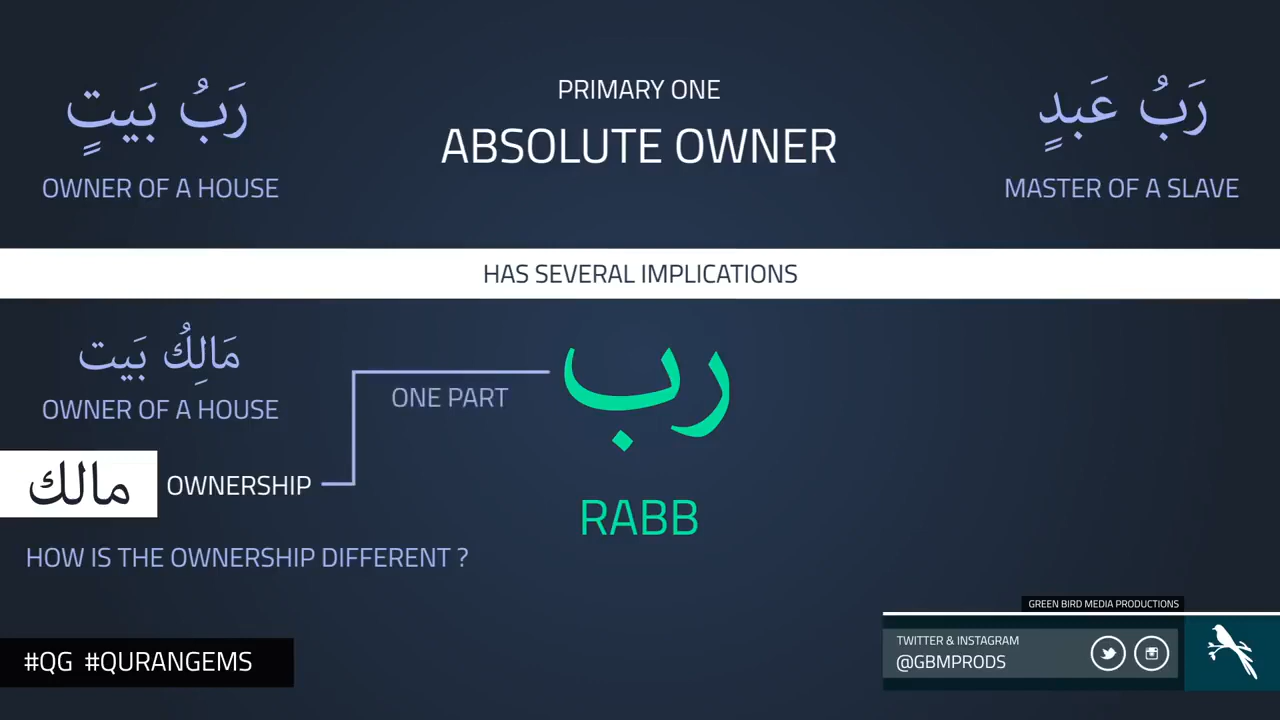 رَبُ بَيتٍ
OWNER OF A HOUSE
PRIMARY ONE
ABSOLUTE OWNER
رَبُ عَبدٍ
MASTER OF A SLAVE
HAS SEVERAL IMPLICATIONS
مَالِكُ بَيت
OWNER OF A HOUSE
ONE PART
مالك
OWNERSHIP
HOW IS THE OWNERSHIP DIFFERENT ?
رب
RABB
#QG #QURANGEMS
GREEN BIRD MEDIA PRODUCTIONS
TWITTER & INSTAGRAM
@GBMPRODS